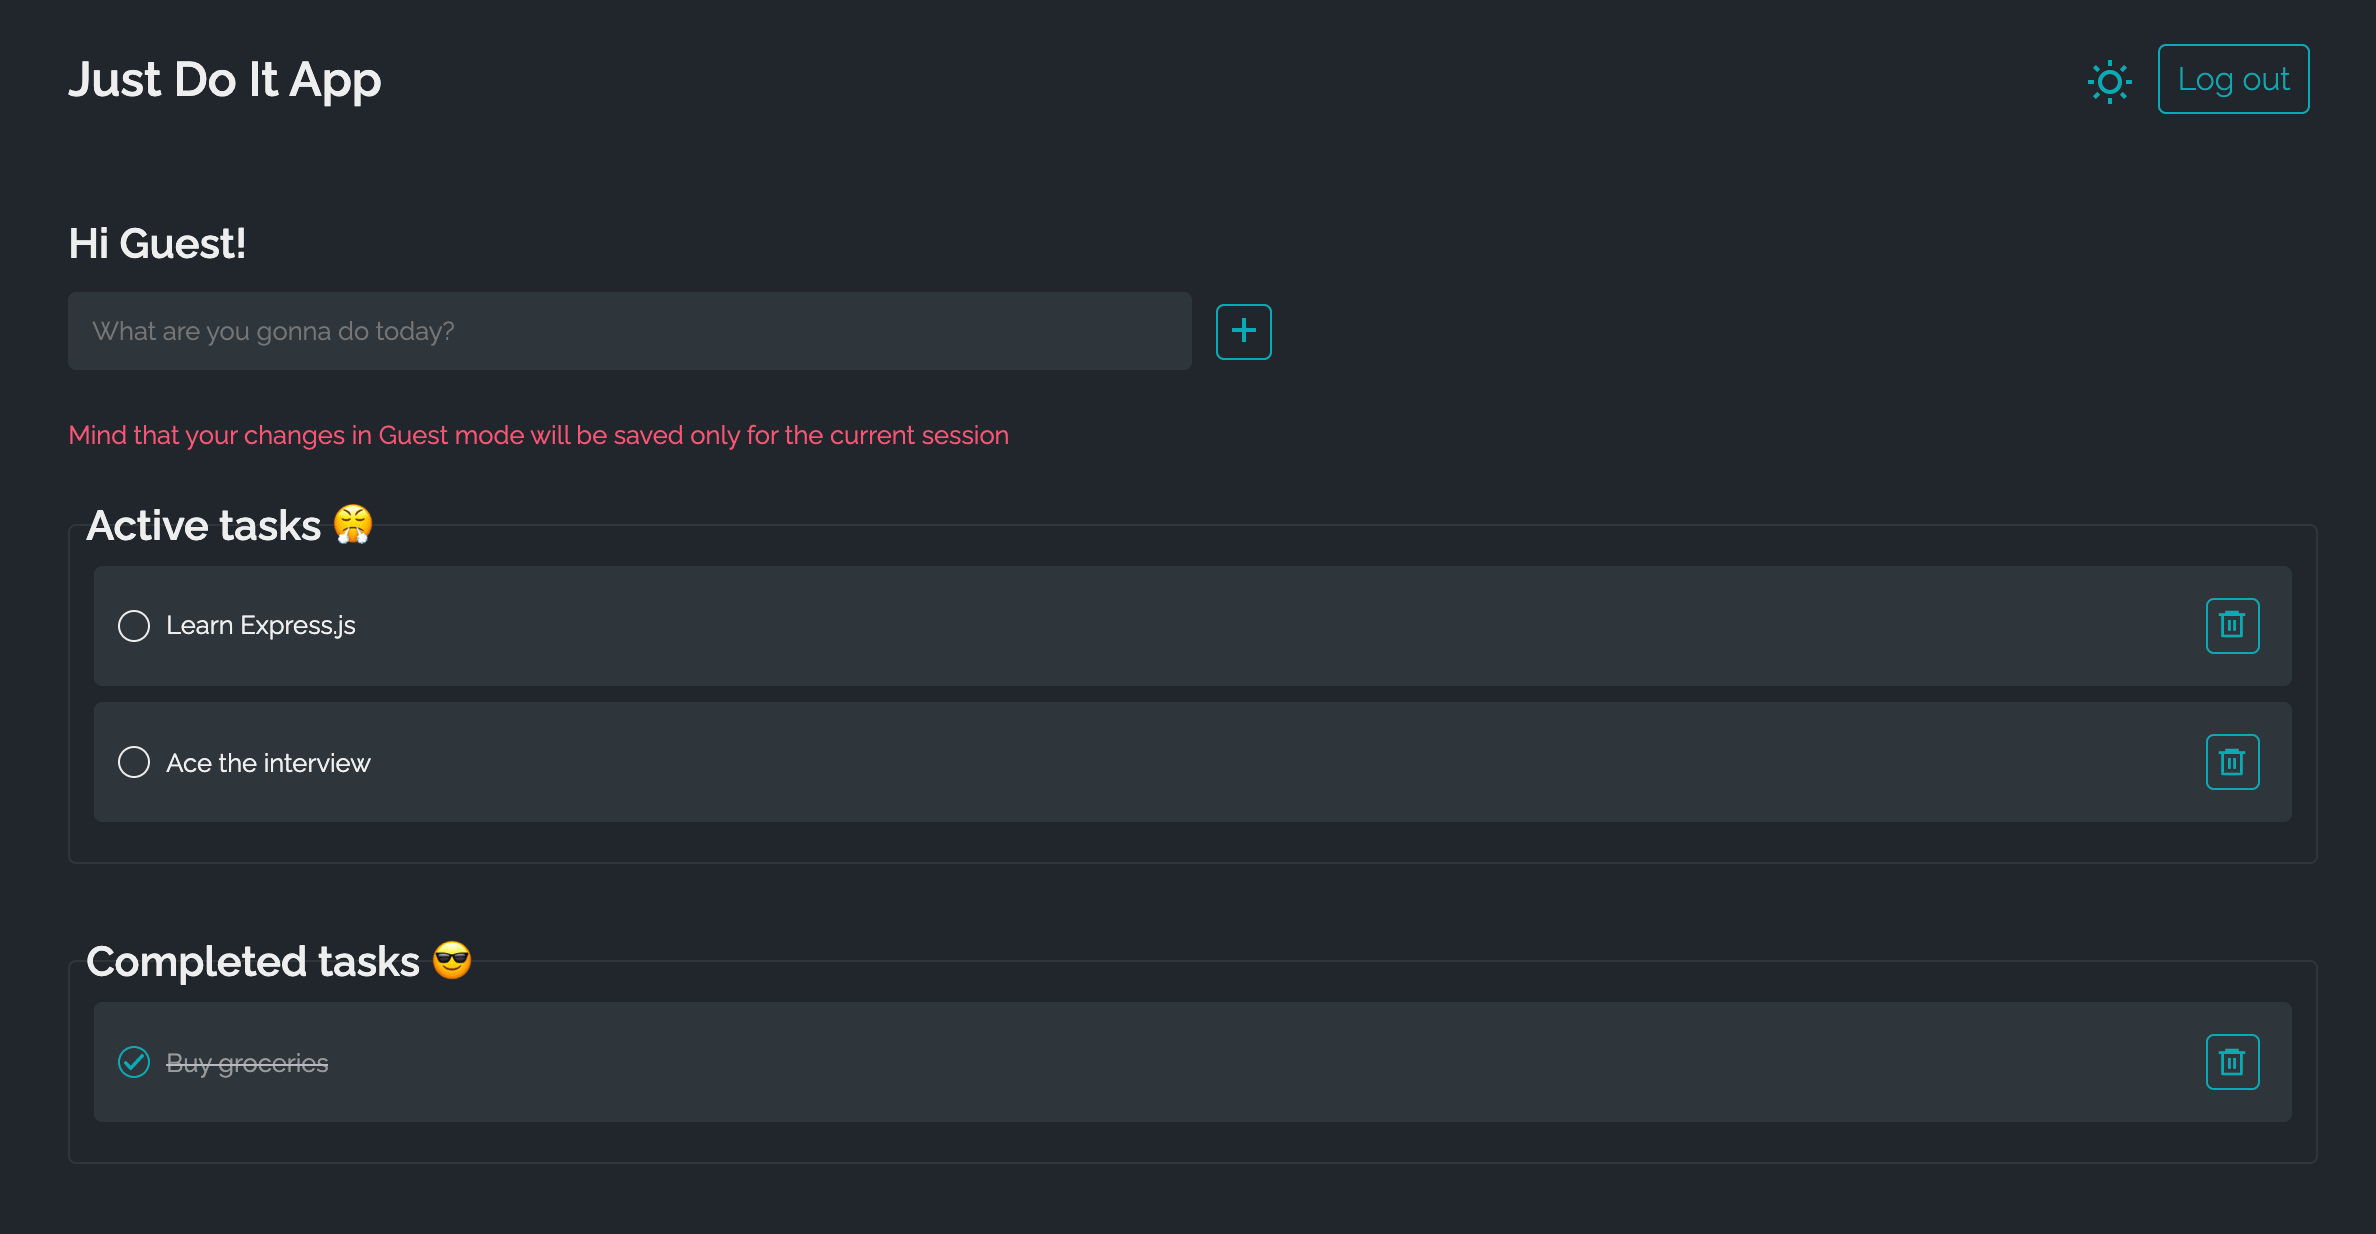 Just Do It App
Log out
Hi Guest!
What are you gonna do today?
Mind that your changes in Guest mode will be saved only for the current session
Active tasks 😤
Learn Express.js
Ace the interview
Completed tasks 😎
Buy groceries